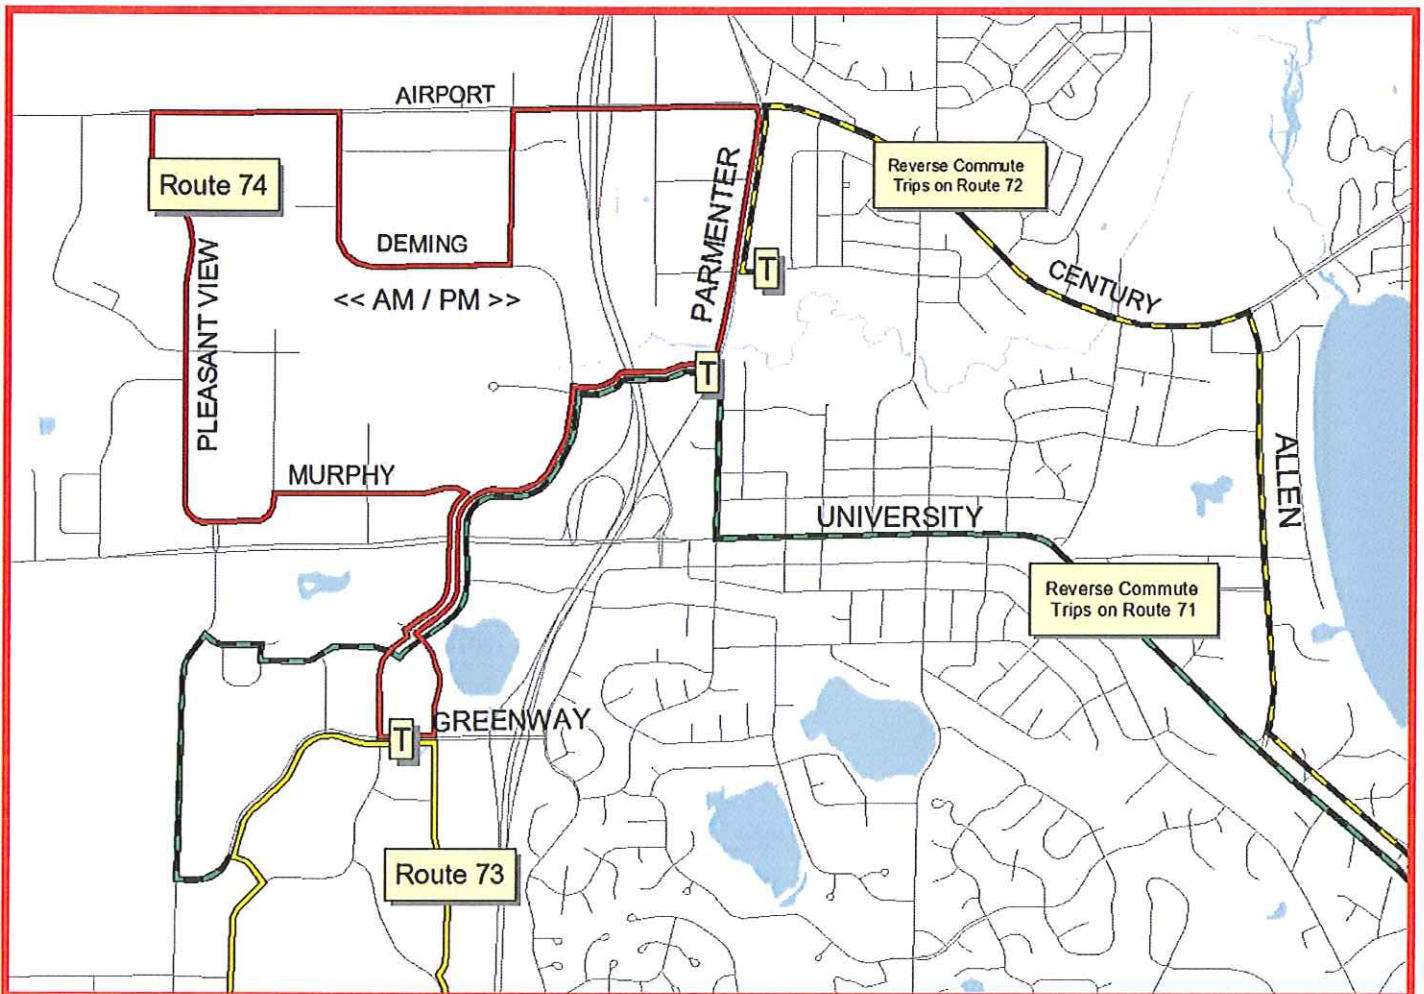 AIRPORT
Route 74
Reverse Commute
Trips on Route 72
PARMENTER
DEMING
T
<< AM / PM >>
PLEASANT VIEW
CENTURY
T
MURPHY
ALLEN
UNIVERSITY
Reverse Commute
Trips on Route 71
T
GREENWAY
Route 73